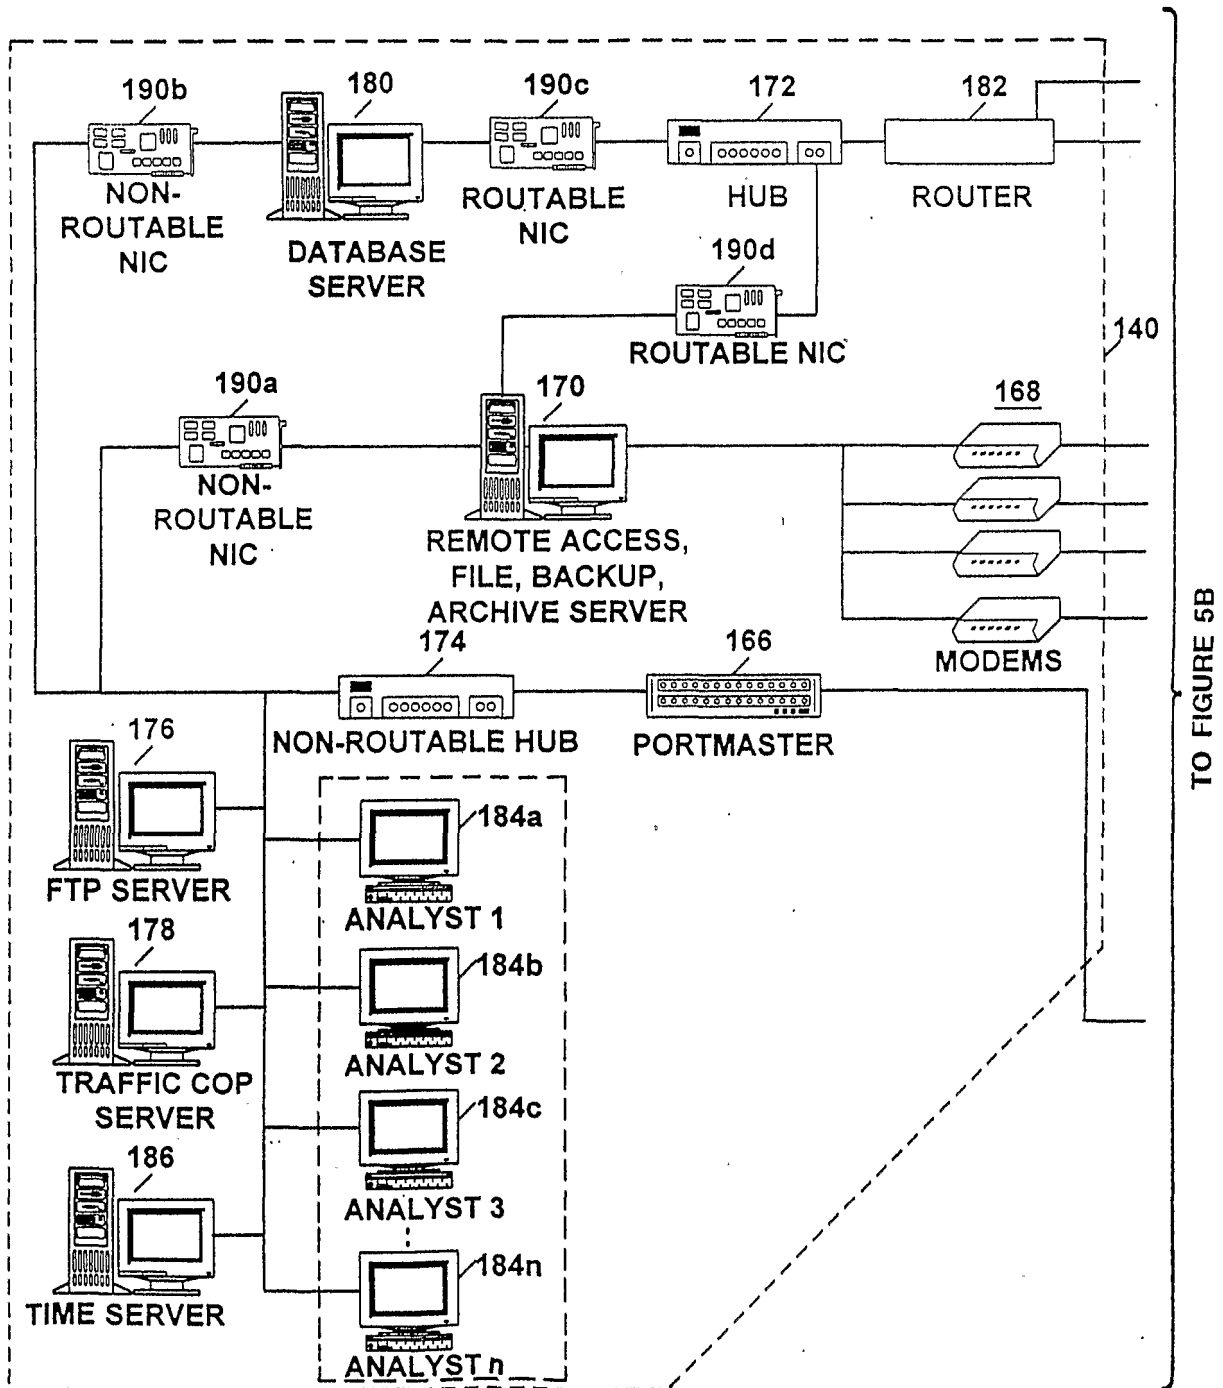 190b
180
190c
172
182
NON-
ROUTABLE
NIC
DATABASE
SERVER
ROUTABLE
NIC
HUB
ROUTER
190d
ROUTABLE NIC
140
190a
NON-
ROUTABLE
NIC
170
REMOTE ACCESS,
FILE, BACKUP,
ARCHIVE SERVER
168
MODEMS
174
NON-ROUTABLE HUB
166
PORTMASTER
176
FTP SERVER
178
TRAFFIC COP
SERVER
186
TIME SERVER
184a
ANALYST 1
184b
ANALYST 2
184c
ANALYST 3
184n
ANALYST n
TO FIGURE 5B